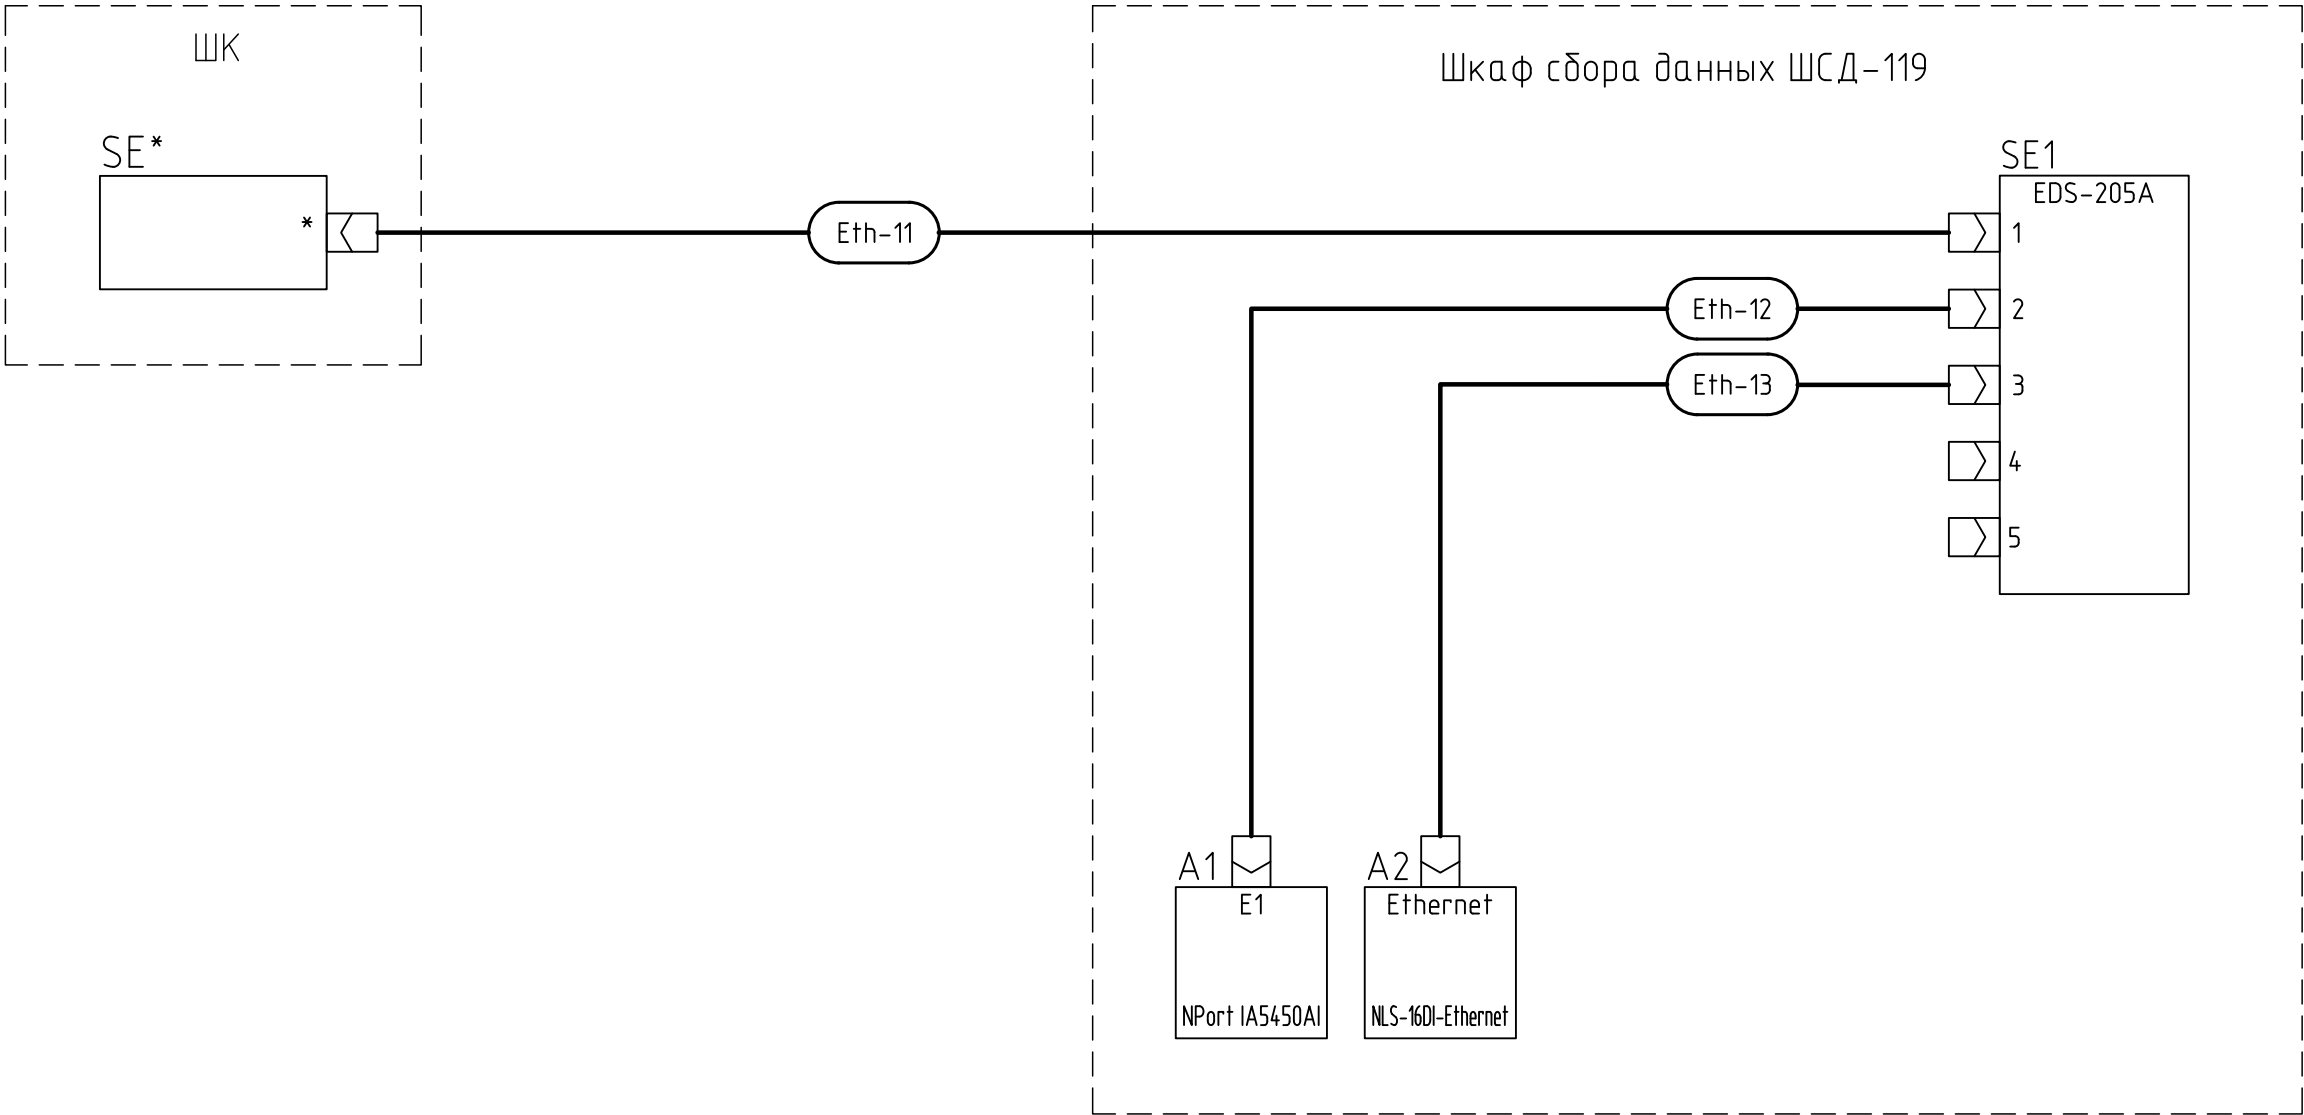 ШК
Шкаф сбора данных ШСД-119
SE*
*
Eth-11
SE1
EDS-205A
1
Eth-12
2
Eth-13
3
4
5
A1
E1
NPort IA5450AI
A2
Ethernet
NLS-16DI-Ethernet